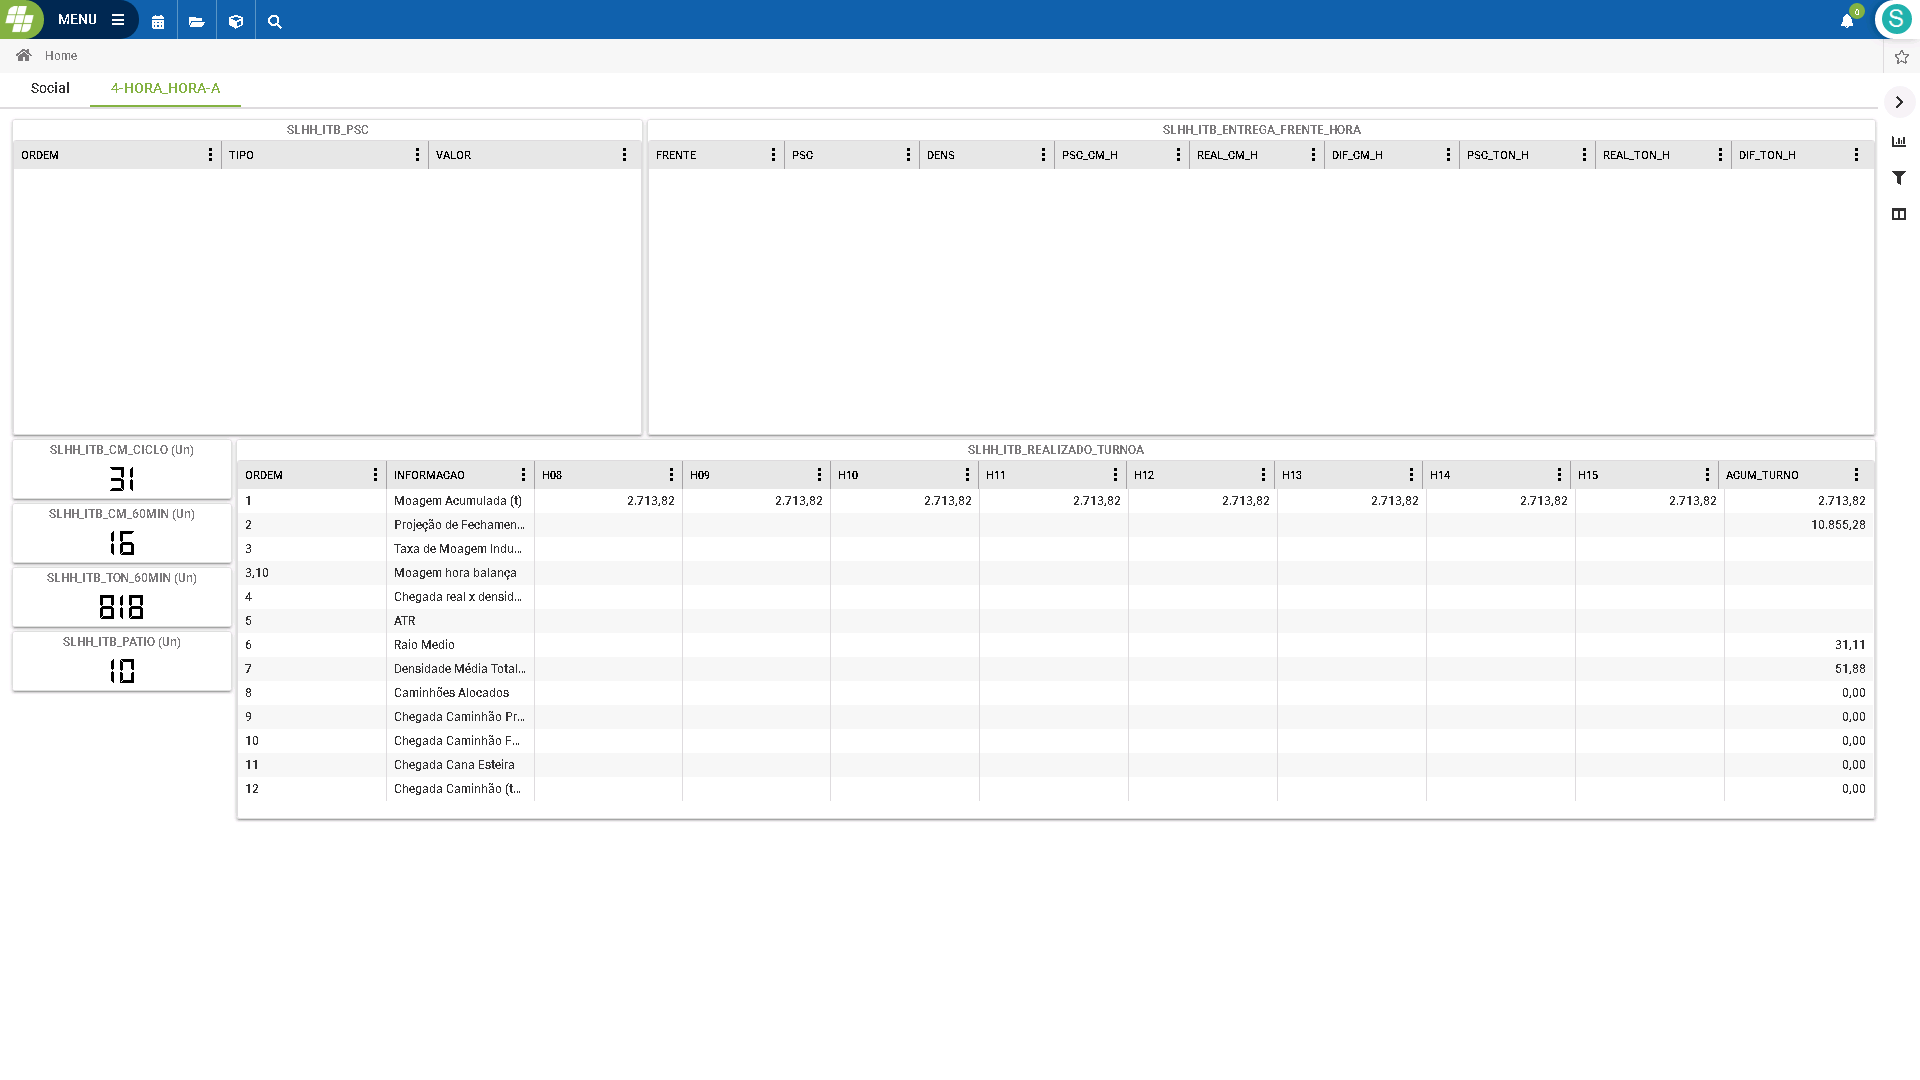 MENU
0
S
Home
Social
4-HORA_HORA-A
SLHH_ITB_PSC
ORDEM TIPO VALOR
SLHH_ITB_ENTREGA_FRENTE_HORA
FRENTE PSC DENS PSC_CM_H REAL_CM_H DIF_CM_H PSC_TON_H REAL_TON_H DIF_TON_H
SLHH_ITB_CM_CICLO (Un)
31
SLHH_ITB_CM_60MIN (Un)
16
SLHH_ITB_TON_60MIN (Un)
818
SLHH_ITB_PATIO (Un)
10
SLHH_ITB_REALIZADO_TURNOA
ORDEM INFORMACAO H08 H09 H10 H11 H12 H13 H14 H15 ACUM_TURNO
1 Moagem Acumulada (t) 2.713,82 2.713,82 2.713,82 2.713,82 2.713,82 2.713,82 2.713,82 2.713,82 2.713,82
2 Projeção de Fechamen... 10.855,28
3 Taxa de Moagem Indu...
3,10 Moagem hora balança
4 Chegada real x densid...
5 ATR
6 Raio Medio 31,11
7 Densidade Média Total... 51,88
8 Caminhões Alocados 0,00
9 Chegada Caminhão Pr... 0,00
10 Chegada Caminhão F... 0,00
11 Chegada Cana Esteira 0,00
12 Chegada Caminhão (t... 0,00